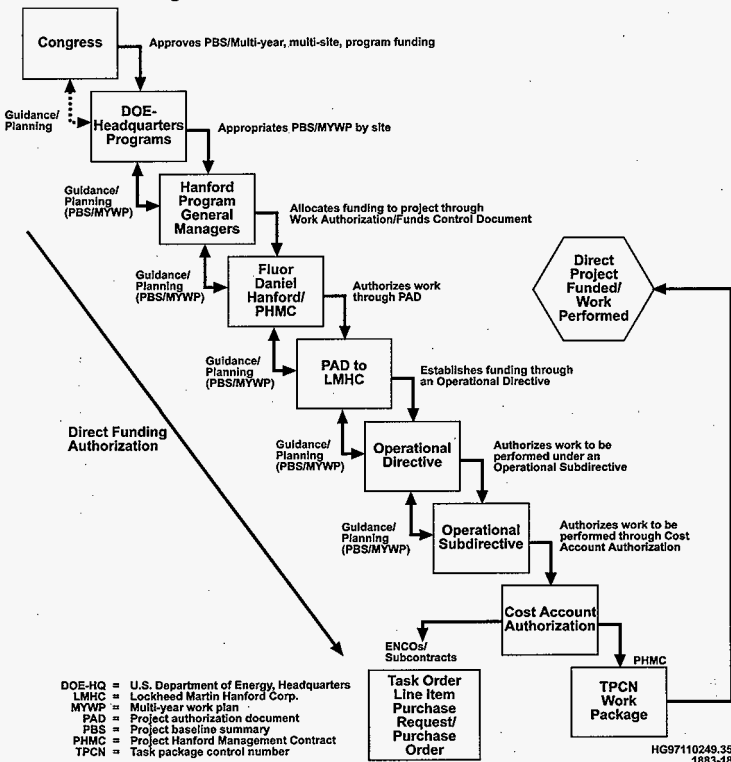 Congress
Approves PBS/Multi-year, multi-site, program funding
Guidance/
Planning
DOE-
Headquarters
Programs
Appropriates PBS/MYWP by site
Guidance/
Planning
(PBS/MYWP)
Hanford
Program
General
Managers
Allocates funding to project through
Work Authorization/Funds Control Document
Guidance/
Planning
(PBS/MYWP)
Fluor
Daniel
Hanford/
PHMC
Authorizes work
through PAD
Direct
Project
Funded/
Work
Performed
Guidance/
Planning
(PBS/MYWP)
PAD to
LMHC
Establishes funding through
an Operational Directive
Direct Funding
Authorization
Guidance/
Planning
(PBS/MYWP)
Operational
Directive
Authorizes work to be
performed under an
Operational Subdirective
Guidance/
Planning
(PBS/MYWP)
Operational
Subdirective
Authorizes work to be
performed through Cost
Account Authorization
Cost Account
Authorization
ENCOs/
Subcontracts
PHMC
Task Order
Line Item
Purchase
Request/
Purchase
Order
TPCN
Work
Package
DOE-HQ = U.S. Department of Energy, Headquarters
LMHC = Lockheed Martin Hanford Corp.
MYWP = Multi-year work plan
PAD = Project authorization document
PBS = Project baseline summary
PHMC = Project Hanford Management Contract
TPCN = Task package control number
HG97110249.35
1883-18